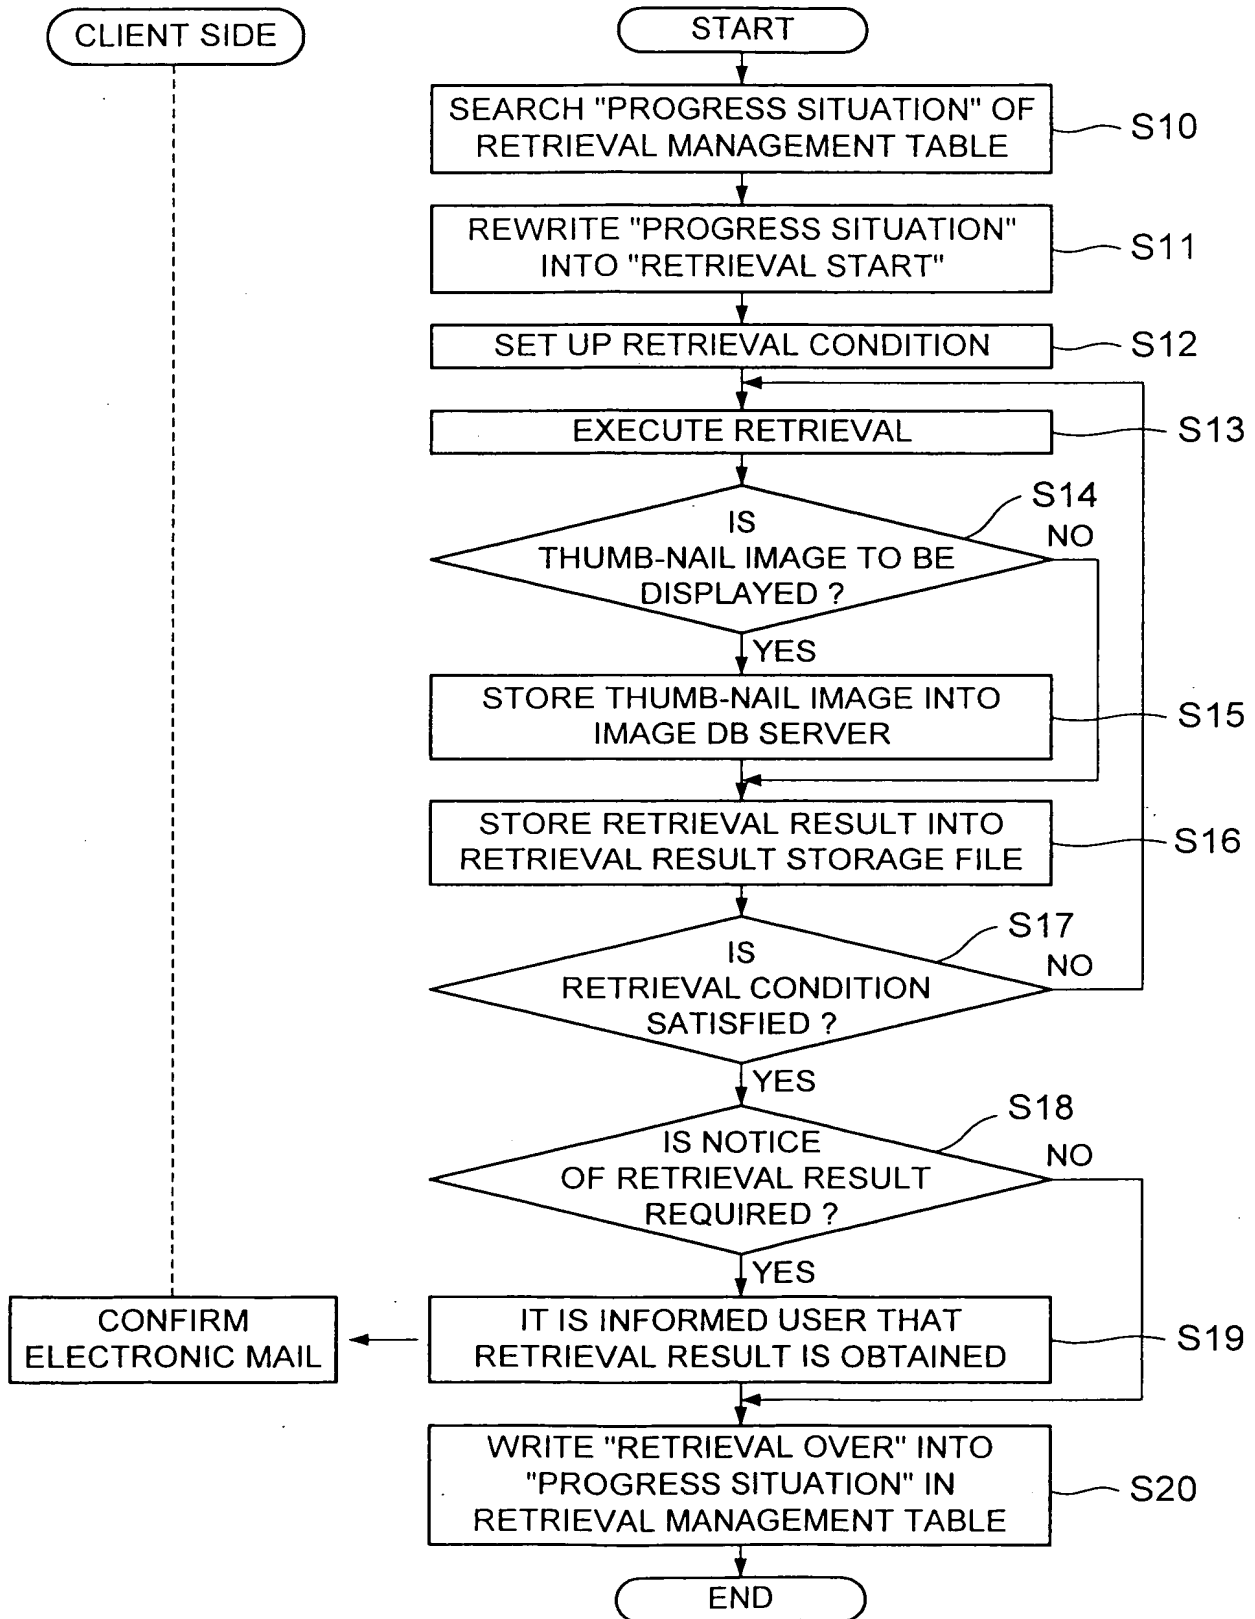 CLIENT SIDE
START
SEARCH "PROGRESS SITUATION" OF
RETRIEVAL MANAGEMENT TABLE
S10
REWRITE "PROGRESS SITUATION"
INTO "RETRIEVAL START"
S11
SET UP RETRIEVAL CONDITION
S12
EXECUTE RETRIEVAL
S13
S14
IS
THUMB-NAIL IMAGE TO BE
DISPLAYED ?
NO
YES
STORE THUMB-NAIL IMAGE INTO
IMAGE DB SERVER
S15
STORE RETRIEVAL RESULT INTO
RETRIEVAL RESULT STORAGE FILE
S16
S17
IS
RETRIEVAL CONDITION
SATISFIED ?
NO
YES
S18
IS NOTICE
OF RETRIEVAL RESULT
REQUIRED ?
NO
YES
CONFIRM
ELECTRONIC MAIL
IT IS INFORMED USER THAT
RETRIEVAL RESULT IS OBTAINED
S19
WRITE "RETRIEVAL OVER" INTO
"PROGRESS SITUATION" IN
RETRIEVAL MANAGEMENT TABLE
S20
END